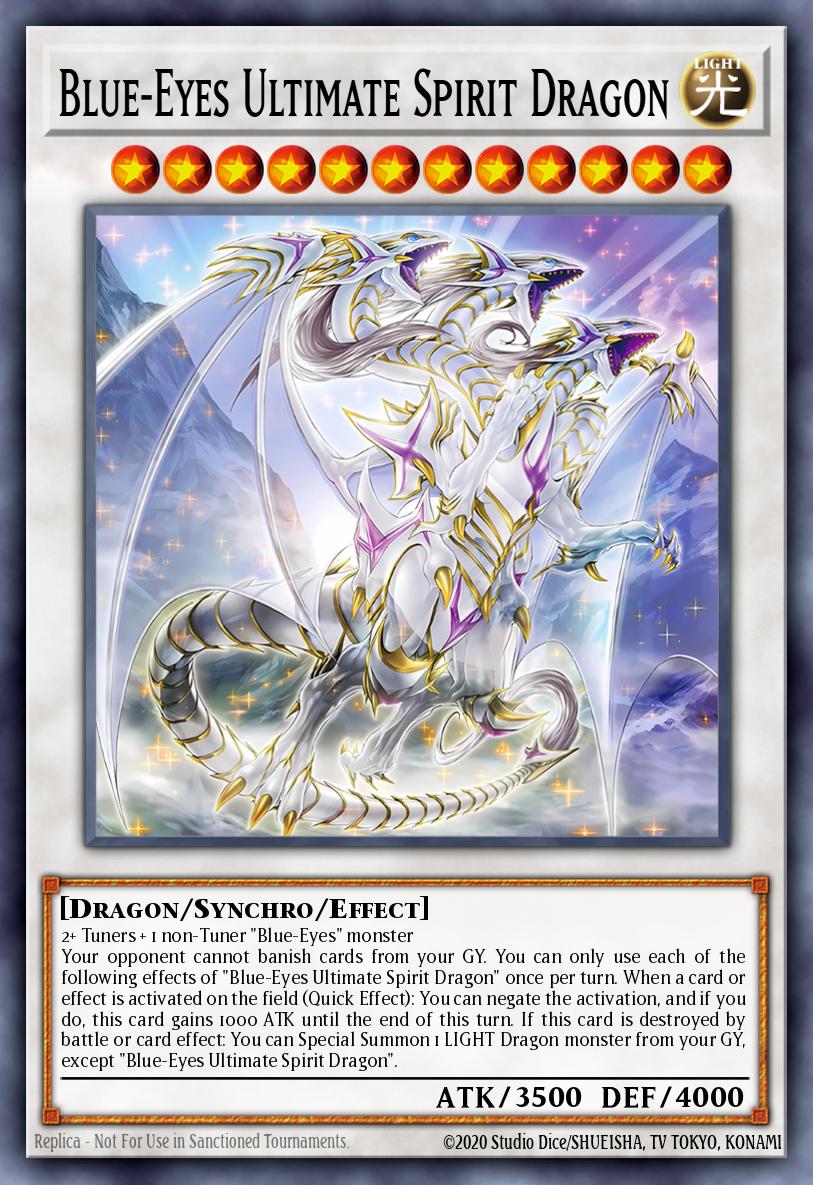 Blue-Eyes Ultimate Spirit Dragon
LIGHT
光
[Dragon/Synchro/Effect]
2+ Tuners + 1 non-Tuner "Blue-Eyes" monster
Your opponent cannot banish cards from your GY. You can only use each of the
following effects of "Blue-Eyes Ultimate Spirit Dragon" once per turn. When a card or
effect is activated on the field (Quick Effect): You can negate the activation, and if you
do, this card gains 1000 ATK until the end of this turn. If this card is destroyed by
battle or card effect: You can Special Summon 1 LIGHT Dragon monster from your GY,
except "Blue-Eyes Ultimate Spirit Dragon".
ATK/3500 DEF/4000
Replica - Not For Use in Sanctioned Tournaments.
©2020 Studio Dice/SHUEISHA, TV TOKYO, KONAMI